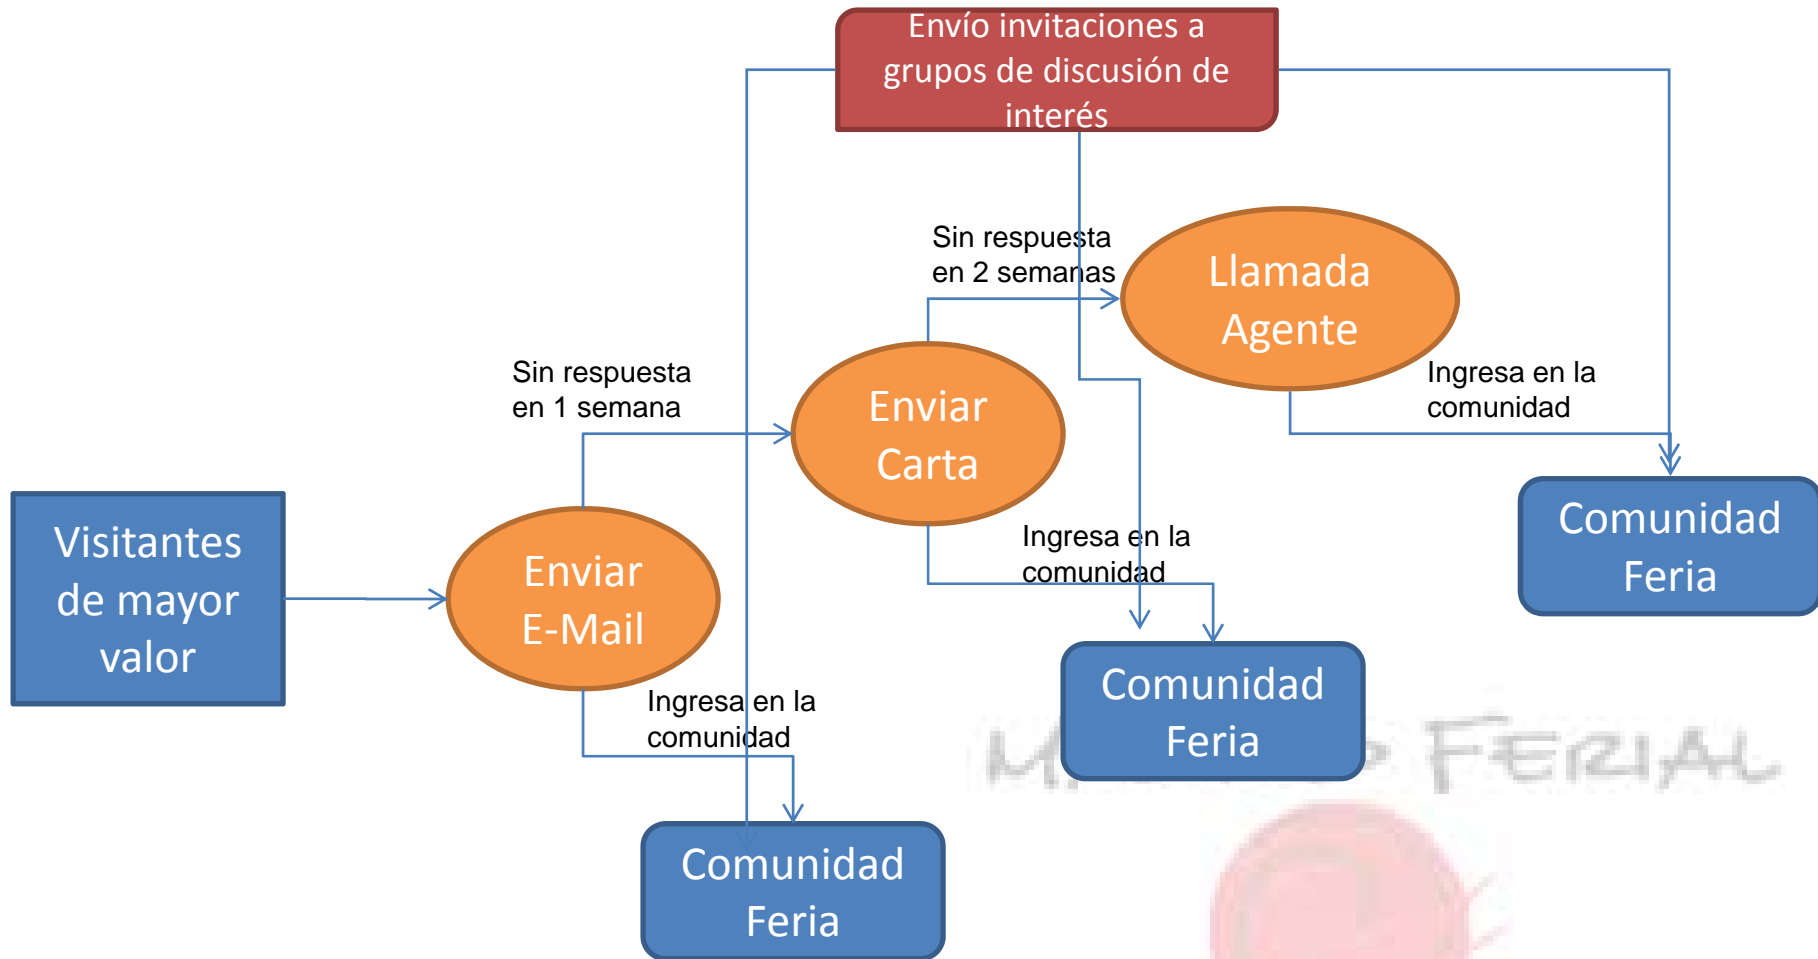 Envío invitaciones a
grupos de discusión de
interés
Sin respuesta
en 2 semanas
Llamada
Agente
Sin respuesta
en 1 semana
Enviar
Carta
Ingresa en la
comunidad
Visitantes
de mayor
valor
Enviar
E-Mail
Ingresa en la
comunidad
Comunidad
Feria
Ingresa en la
comunidad
Comunidad
Feria
FERIAL
Comunidad
Feria